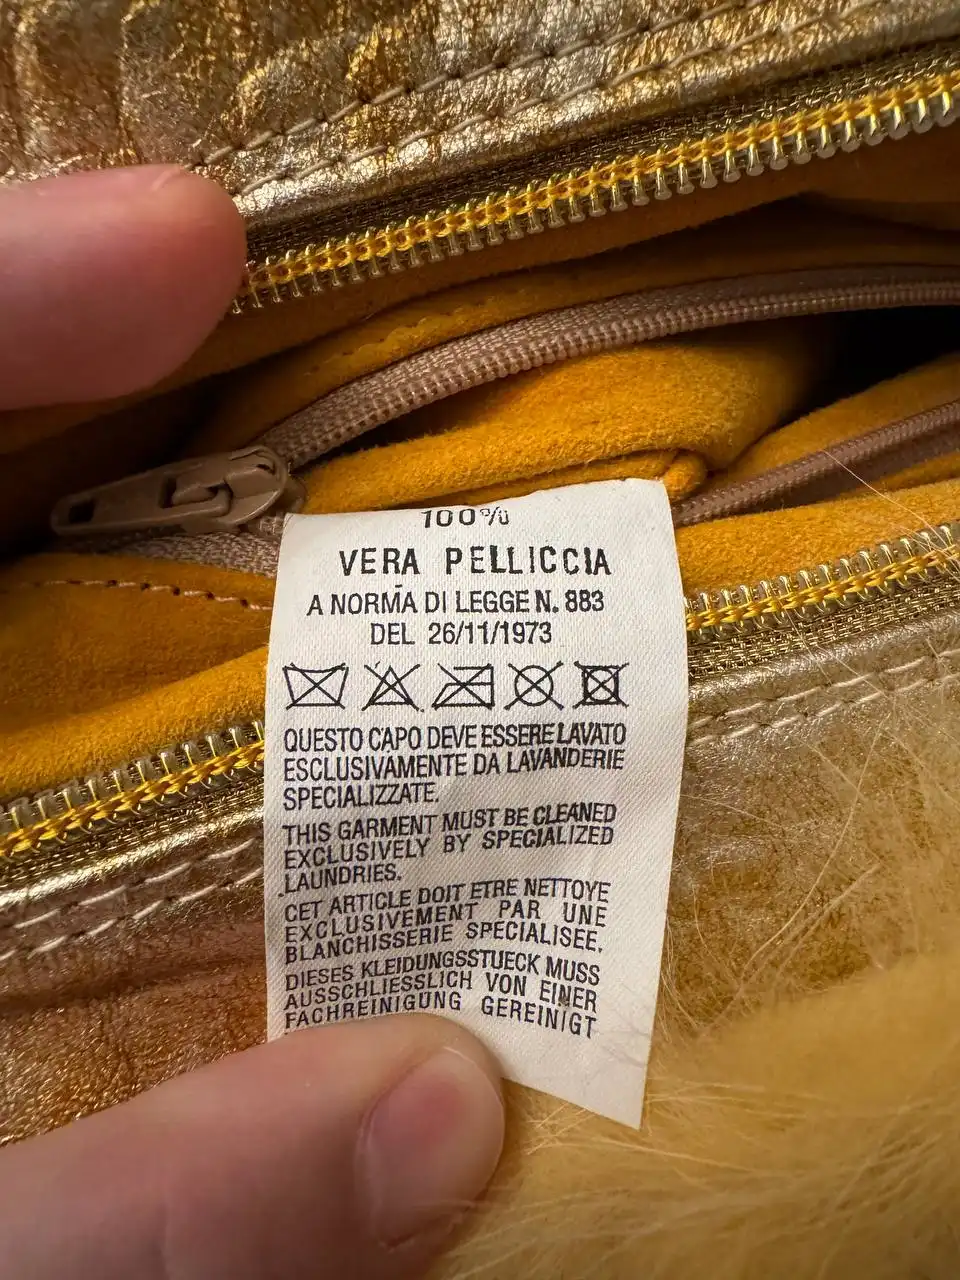 100%
VERA PELLICCIA
A NORMA DI LEGGE N. 883
DEL 26/11/1973
QUESTO CAPO DEVE ESSERE LAVATO
ESCLUSIVAMENTE DA LAVANDERIE
SPECIALIZZATE.
THIS GARMENT MUST BE CLEANED
EXCLUSIVELY BY SPECIALIZED
LAUNDRIES.
CET ARTICLE DOIT ETRE NETTOYE
EXCLUSIVEMENT PAR UNE
BLANCHISSERIE SPECIALISEE.
DIESES KLEIDUNGSSTUECK MUSS
AUSSCHLIESSLICH VON EINER
FACHREINIGUNG GEREINIGT